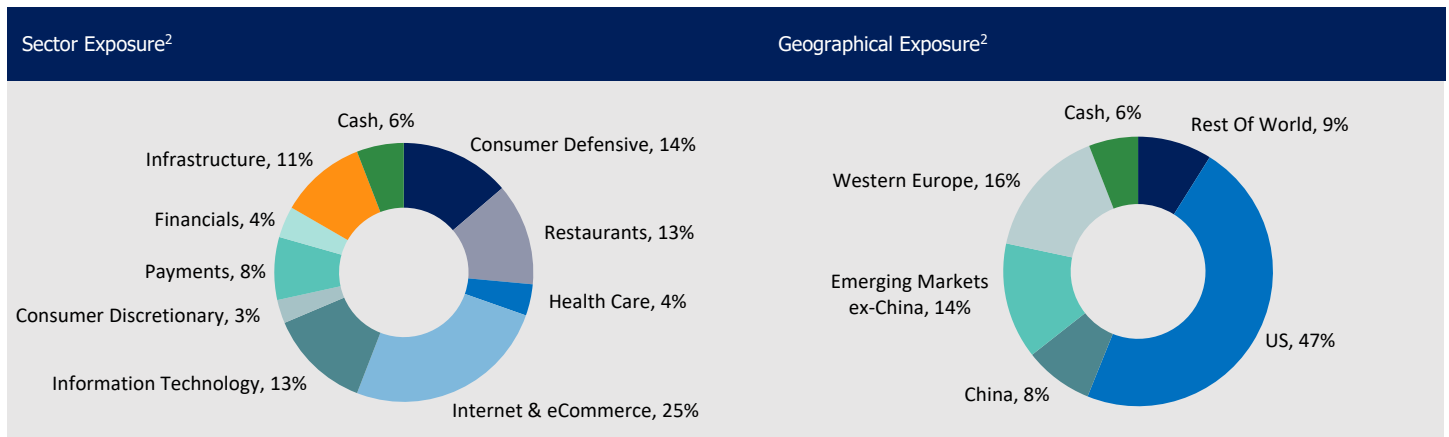 Sector Exposure²
Geographical Exposure²
Cash, 6%
Consumer Defensive, 14%
Infrastructure, 11%
Financials, 4%
Restaurants, 13%
Payments, 8%
Health Care, 4%
Consumer Discretionary, 3%
Information Technology, 13%
Internet & eCommerce, 25%
Cash, 6%
Rest Of World, 9%
Western Europe, 16%
Emerging Markets
ex-China, 14%
US, 47%
China, 8%